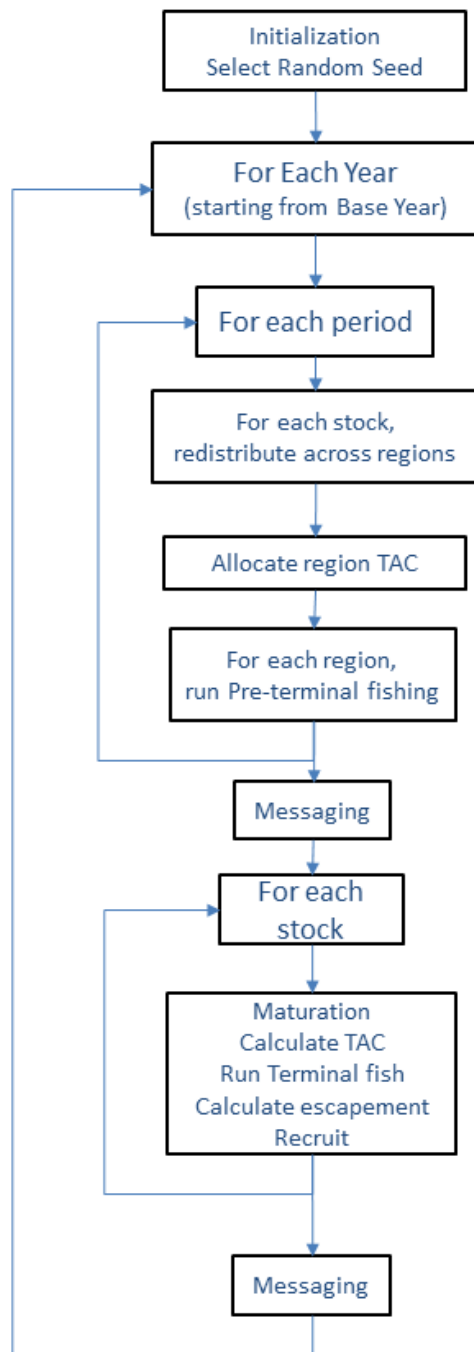 Initialization
Select Random Seed
For Each Year
(starting from Base Year)
For each period
For each stock,
redistribute across regions
Allocate region TAC
For each region,
run Pre-terminal fishing
Messaging
For each
stock
Maturation
Calculate TAC
Run Terminal fish
Calculate escapement
Recruit
Messaging